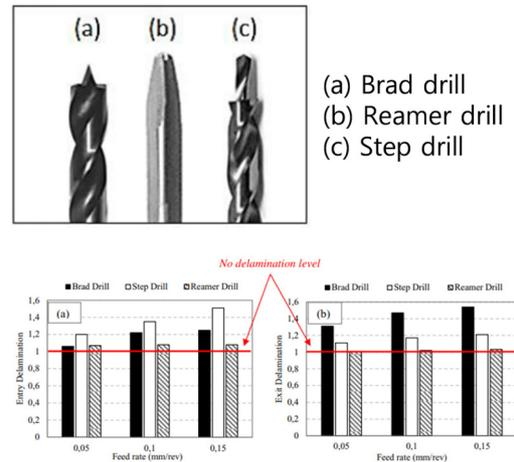 (a) (b) (c)
(a) Brad drill
(b) Reamer drill
(c) Step drill
No delamination level
Brad Drill Step Drill Reamer Drill
(a)
Entry Delamination
1,6
1,4
1,2
1
0,8
0,6
0,4
0,2
0
0,05 0,1 0,15
Feed rate (mm/rev)
Brad Drill Step Drill Reamer Drill
(b)
Exit Delamination
1,6
1,4
1,2
1
0,8
0,6
0,4
0,2
0
0,05 0,1 0,15
Feed rate (mm/rev)